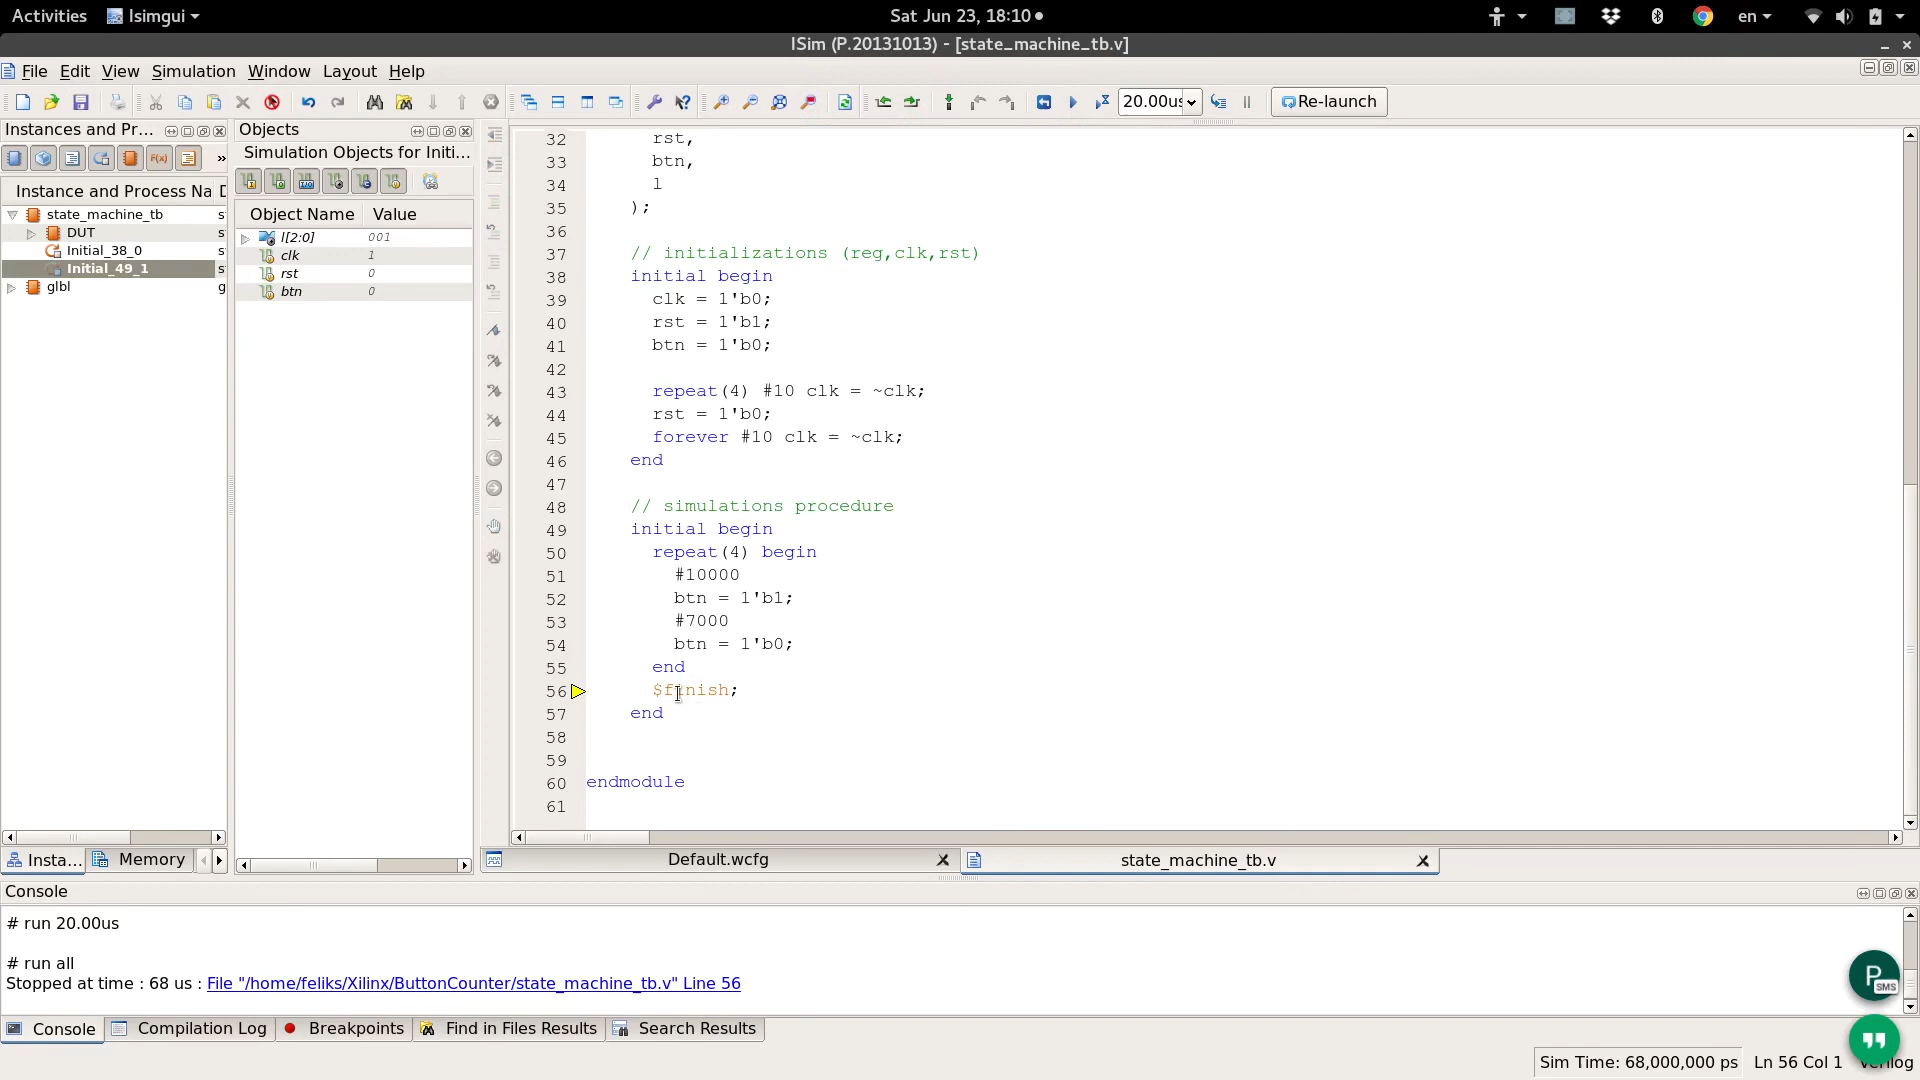 Activities
Isimgui
Sat Jun 23, 18:10
en
ISim (P.20131013) - [state_machine_tb.v]
File Edit View Simulation Window Layout Help
20.00us
Re-launch
Instances and Pr...
Objects
Simulation Objects for Initi...
Instance and Process Na
Object Name Value
state_machine_tb
DUT
Initial_38_0
Initial_49_1
glbl
l[2:0] 001
clk 1
rst 0
btn 0
32 rst,
33 btn,
34 l
35 );
36
37 // initializations (reg,clk,rst)
38 initial begin
39 clk = 1'b0;
40 rst = 1'b1;
41 btn = 1'b0;
42
43 repeat(4) #10 clk = ~clk;
44 rst = 1'b0;
45 forever #10 clk = ~clk;
46 end
47
48 // simulations procedure
49 initial begin
50 repeat(4) begin
51 #10000
52 btn = 1'b1;
53 #7000
54 btn = 1'b0;
55 end
56 $finish;
57 end
58
59
60 endmodule
61
Insta... Memory
Default.wcfg
state_machine_tb.v
Console
# run 20.00us
# run all
Stopped at time : 68 us : File "/home/feliks/Xilinx/ButtonCounter/state_machine_tb.v" Line 56
P
SMS
Console Compilation Log Breakpoints Find in Files Results Search Results
Sim Time: 68,000,000 ps Ln 56 Col 1 Verilog